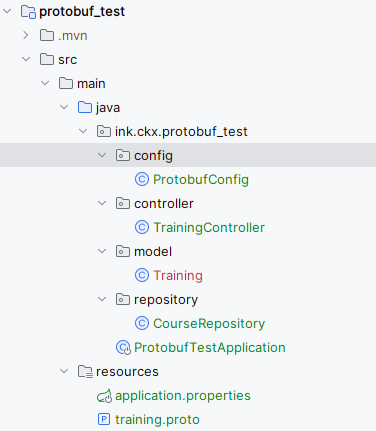 protobuf_test
.mvn
src
main
java
ink.ckx.protobuf_test
config
ProtobufConfig
controller
TrainingController
model
Training
repository
CourseRepository
ProtobufTestApplication
resources
application.properties
training.proto